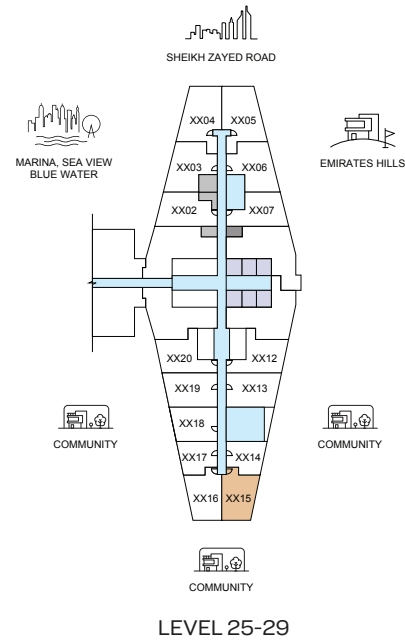 SHEIKH ZAYED ROAD
XX04 XX05
MARINA, SEA VIEW
BLUE WATER
EMIRATES HILLS
XX03 XX06
XX02 XX07
XX20 XX12
XX19 XX13
XX18
XX17 XX14
XX16 XX15
COMMUNITY
COMMUNITY
COMMUNITY
LEVEL 25-29